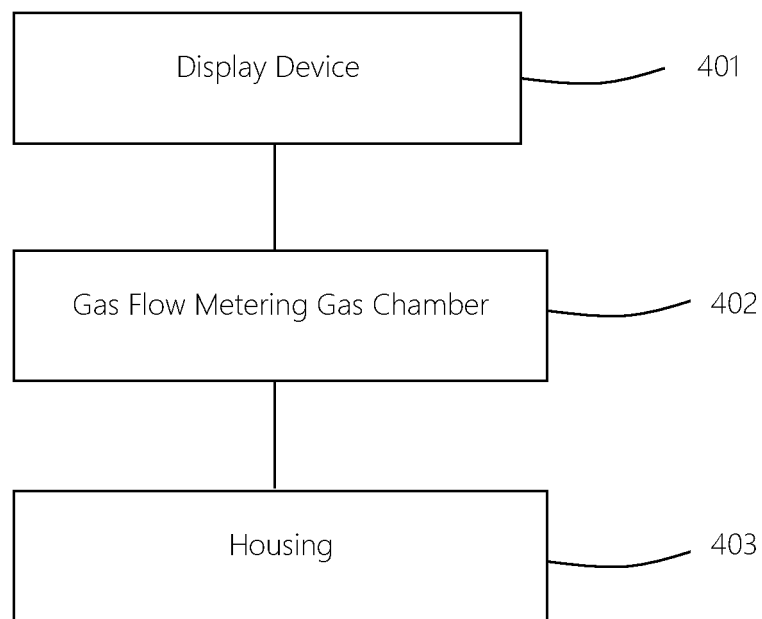 Display Device
401
Gas Flow Metering Gas Chamber
402
Housing
403